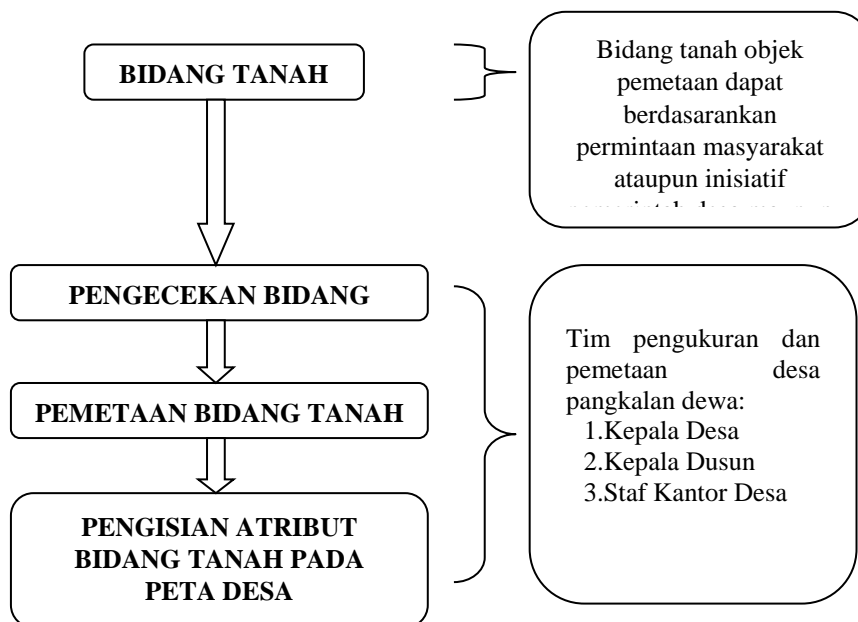 BIDANG TANAH
Bidang tanah objek
pemetaan dapat
berdasarankan
permintaan masyarakat
ataupun inisiatif
PENGECEKAN BIDANG
PEMETAAN BIDANG TANAH
PENGISIAN ATRIBUT
BIDANG TANAH PADA
PETA DESA
Tim pengukuran dan
pemetaan desa
pangkalan dewa:
1.Kepala Desa
2.Kepala Dusun
3.Staf Kantor Desa